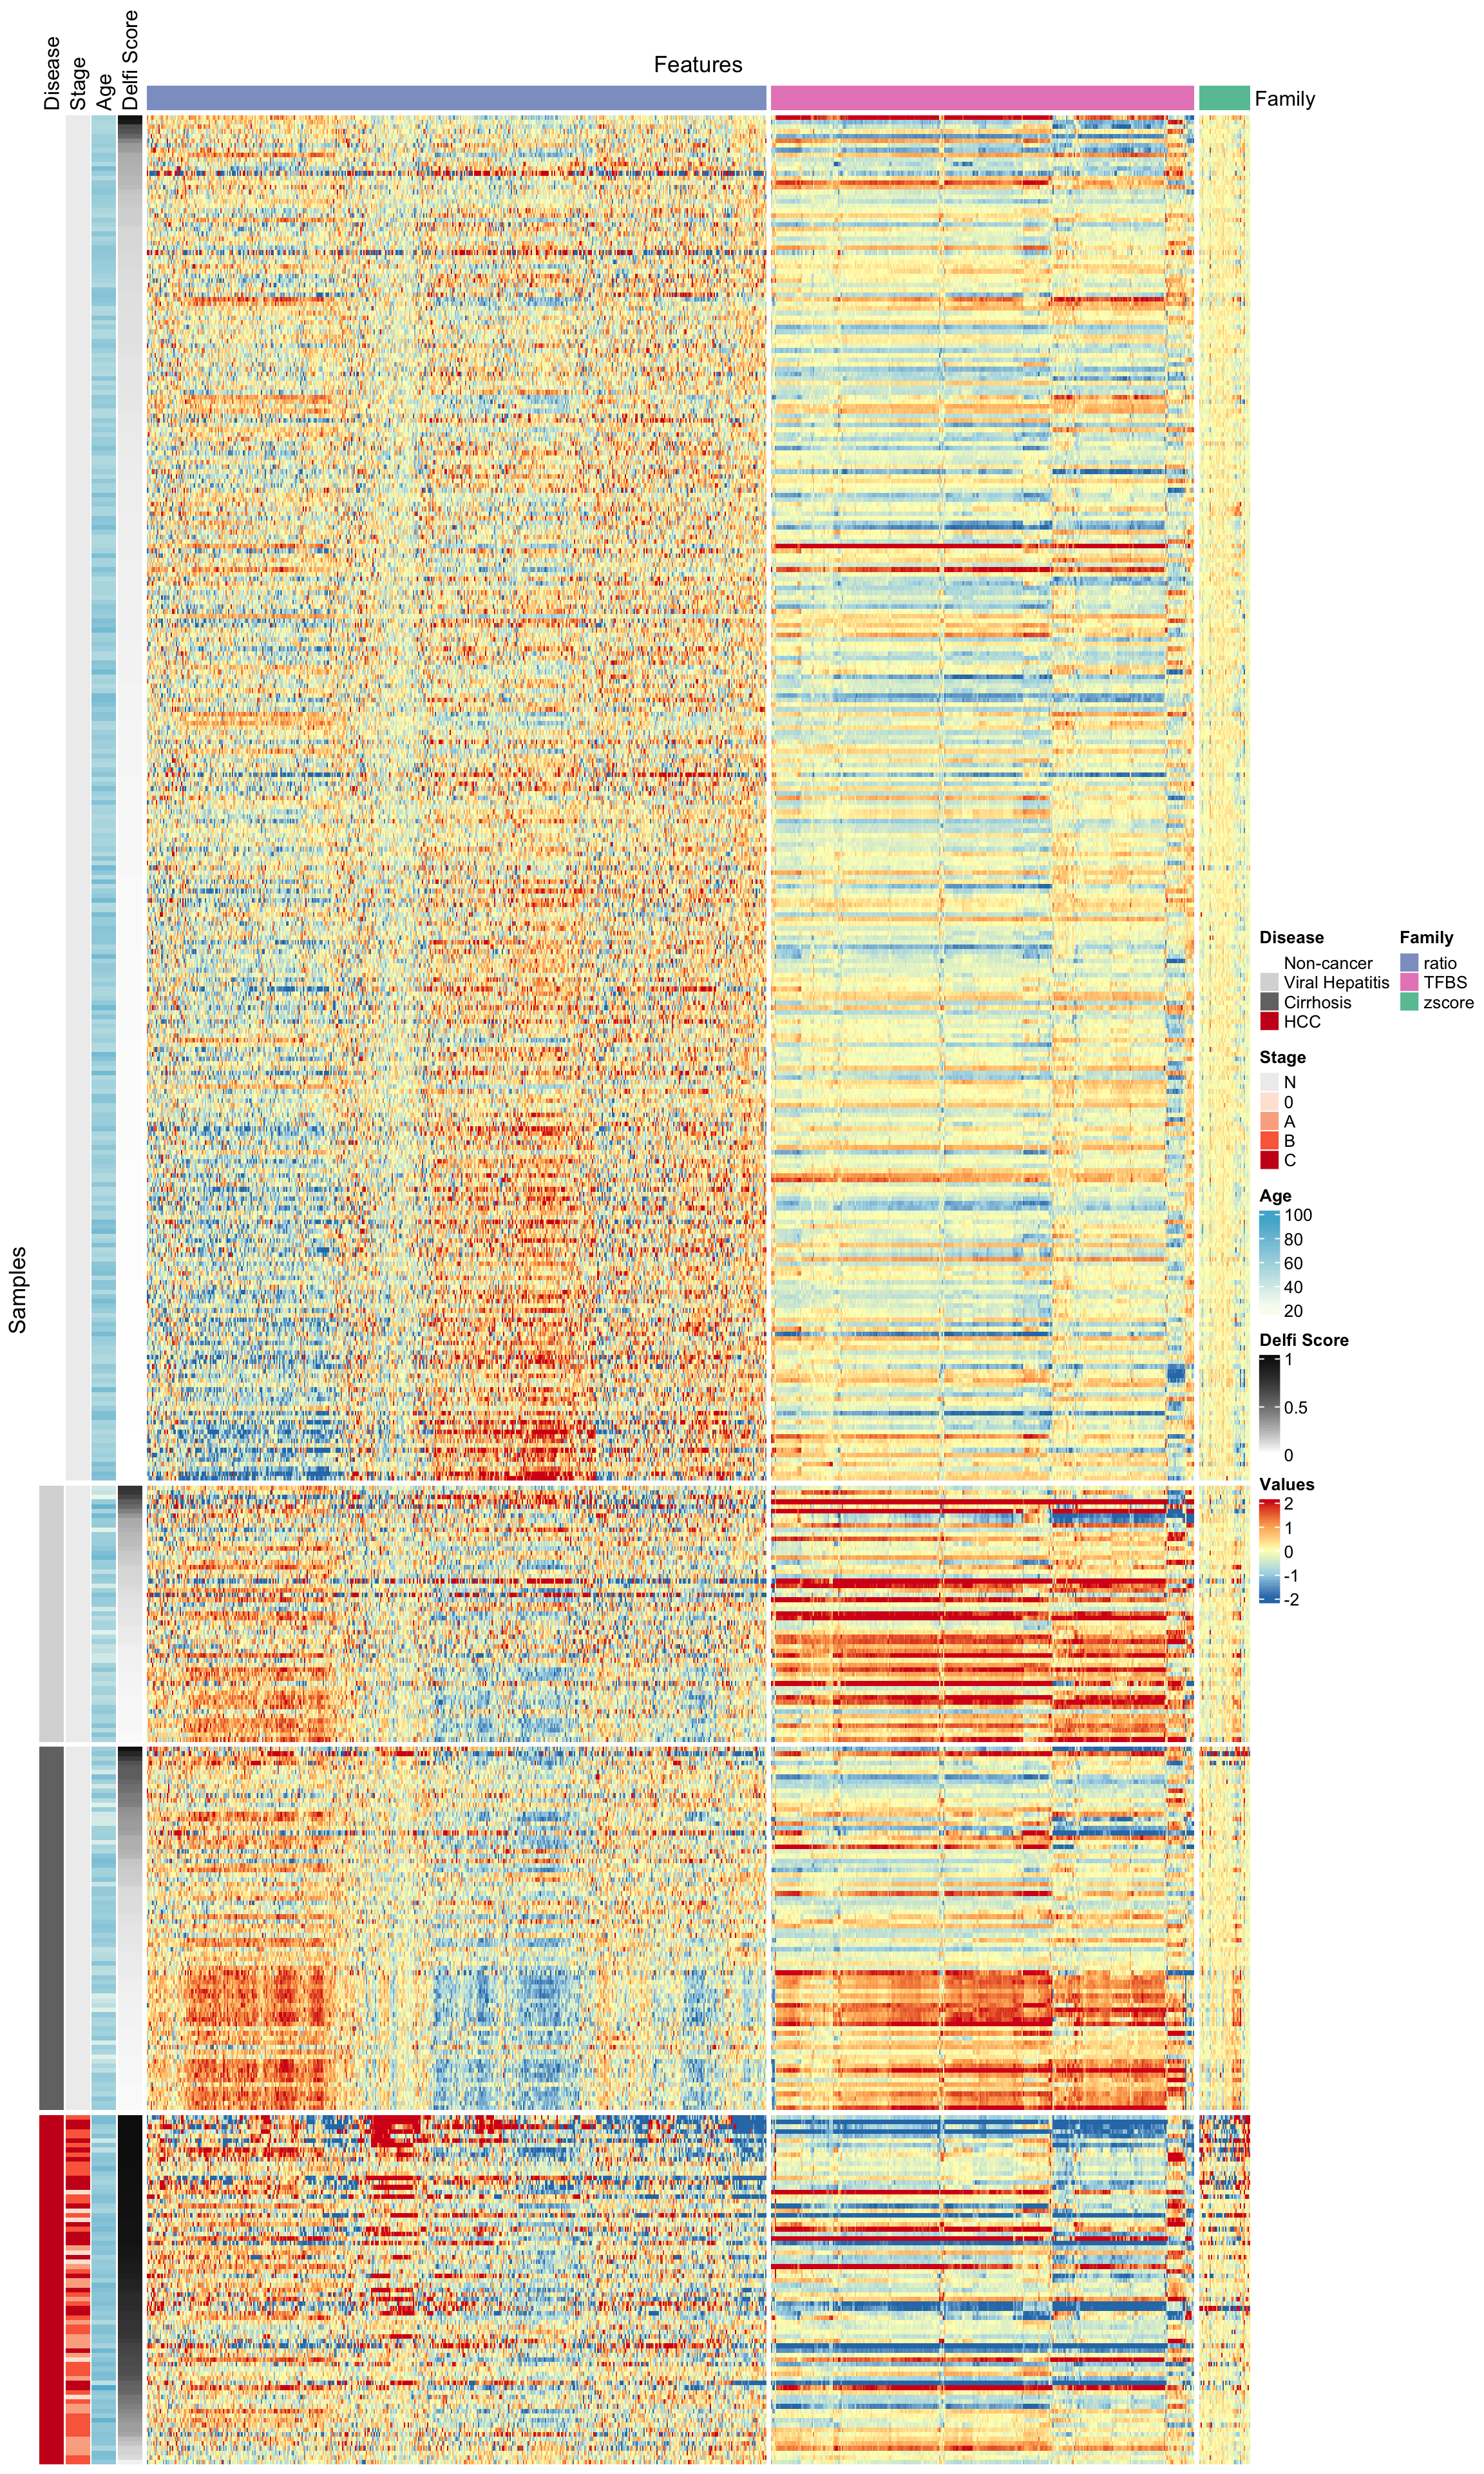 Disease
Stage
Age
Delfi Score
Features
Family
Samples
Disease
Non-cancer
Viral Hepatitis
Cirrhosis
HCC
Family
ratio
TFBS
zscore
Stage
N
0
A
B
C
Age
100
80
60
40
20
Delfi Score
1
0.5
0
Values
2
1
0
-1
-2